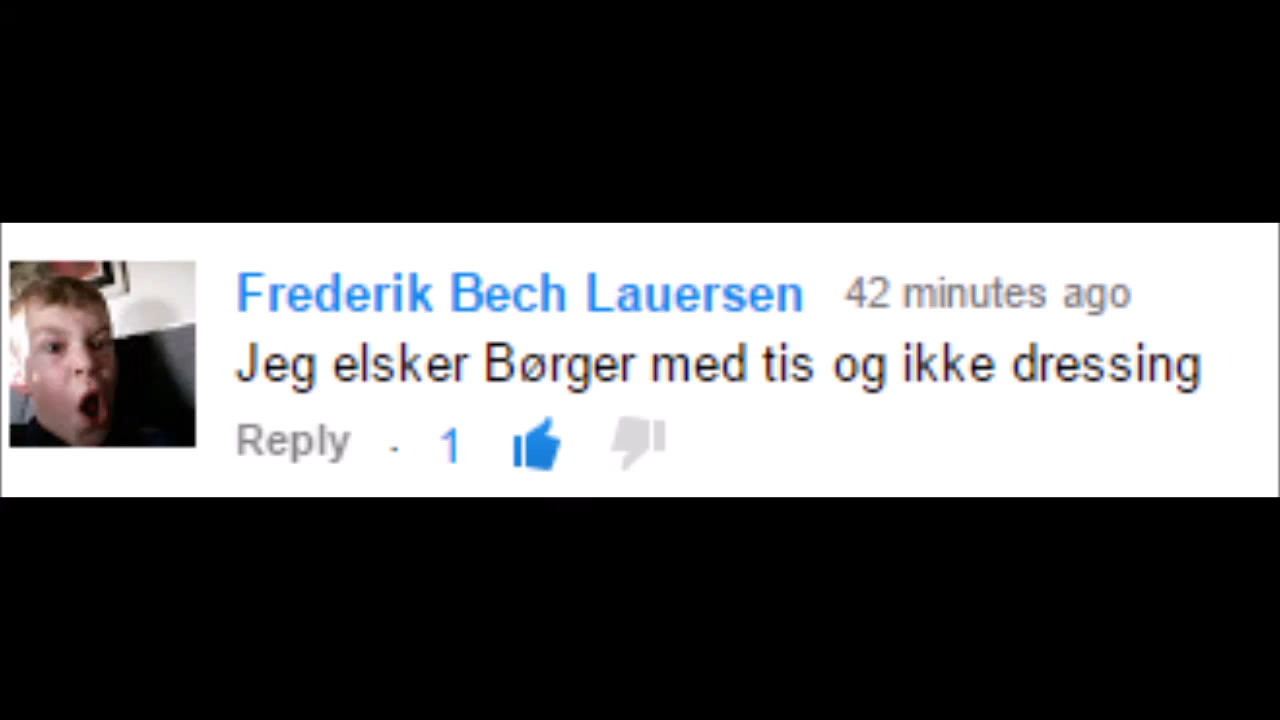 Frederik Bech Lauersen 42 minutes ago
Jeg elsker Børger med tis og ikke dressing
Reply · 1